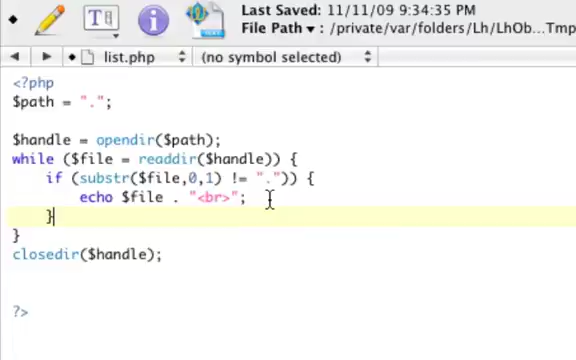 Last Saved: 11/11/09 9:34:35 PM
File Path ▾ : /private/var/folders/Lh/LhOb...Tmp
list.php (no symbol selected)
<?php
$path = ".";
$handle = opendir($path);
while ($file = readdir($handle)) {
if (substr($file,0,1) != ".")) {
echo $file . "<br>";
}
}
closedir($handle);
?>